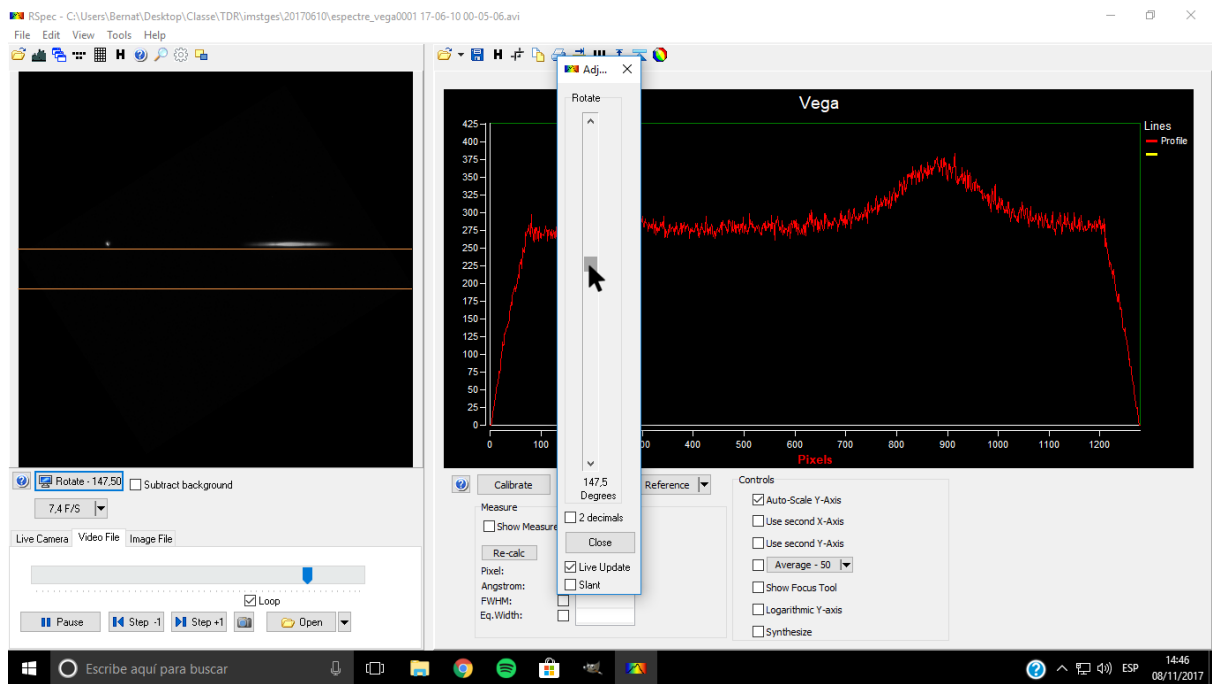 RSpec - C:\Users\Bernat\Desktop\Classe\TDR\imstges\20170610\espectre_vega0001 17-06-10 00-05-06.avi
File Edit View Tools Help
H
H
Adj...
Rotate
Vega
Lines
Profile
425
400
375
350
325
300
275
250
225
200
175
150
125
100
75
50
25
0
0 100 00 400 500 600 700 800 900 1000 1100 1200
Pixels
147,5
Degrees
2 decimals
Close
Live Update
Slant
Rotate - 147,50
Subtract background
7,4 F/S
Live Camera Video File Image File
Loop
Pause Step -1 Step +1 Open
Calibrate Reference
Measure
Show Measure
Re-calc
Pixel:
Angstrom:
FWHM:
Eq.Width:
Controls
Auto-Scale Y-Axis
Use second X-Axis
Use second Y-Axis
Average - 50
Show Focus Tool
Logarithmic Y-axis
Synthesize
Escribe aquí para buscar
ESP
14:46
08/11/2017